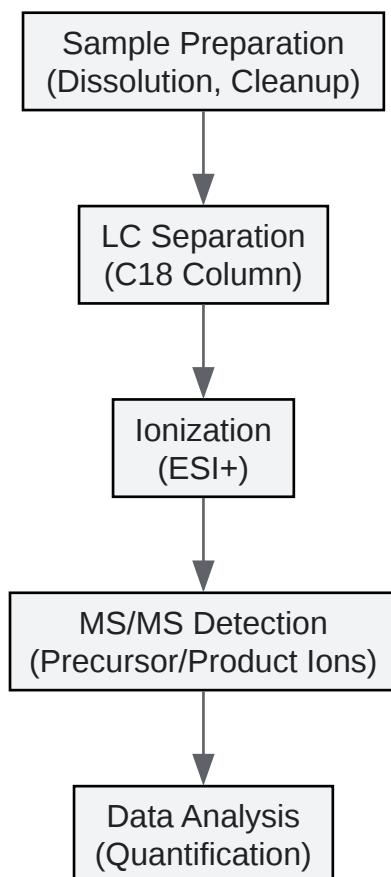 Sample Preparation
(Dissolution, Cleanup)
LC Separation
(C18 Column)
Ionization
(ESI+)
MS/MS Detection
(Precursor/Product Ions)
Data Analysis
(Quantification)